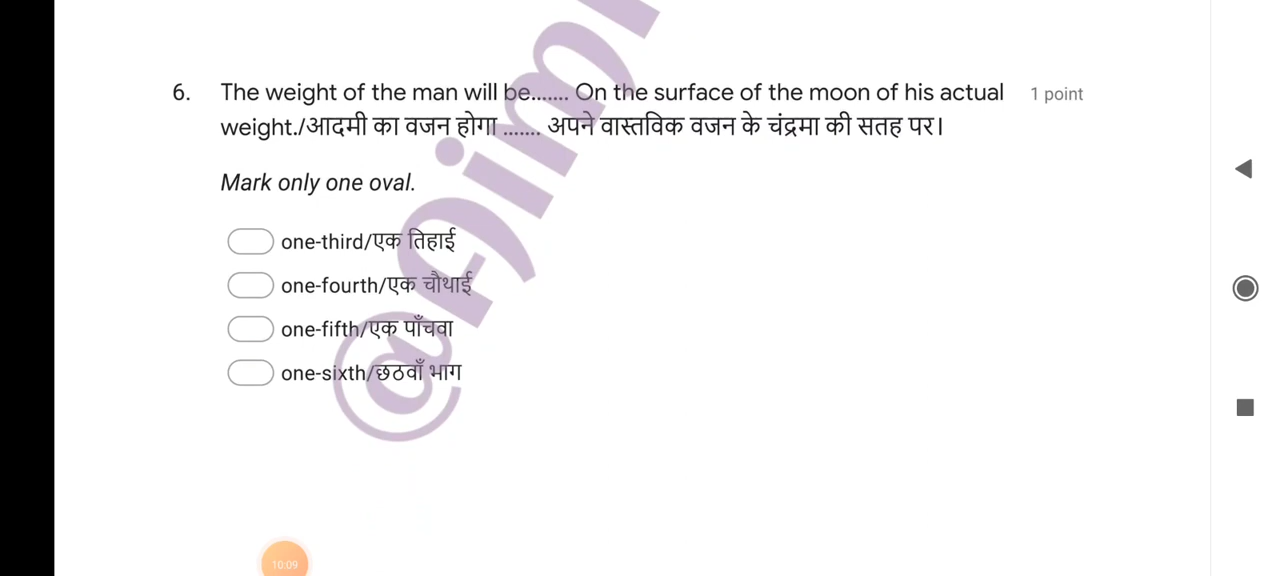 6. The weight of the man will be....... On the surface of the moon of his actual 1 point
weight./आदमी का वजन होगा ....... अपने वास्तविक वजन के चंद्रमा की सतह पर।
Mark only one oval.
one-third/एक तिहाई
one-fourth/एक चौथाई
one-fifth/एक पाँचवा
one-sixth/छठवाँ भाग
10:09